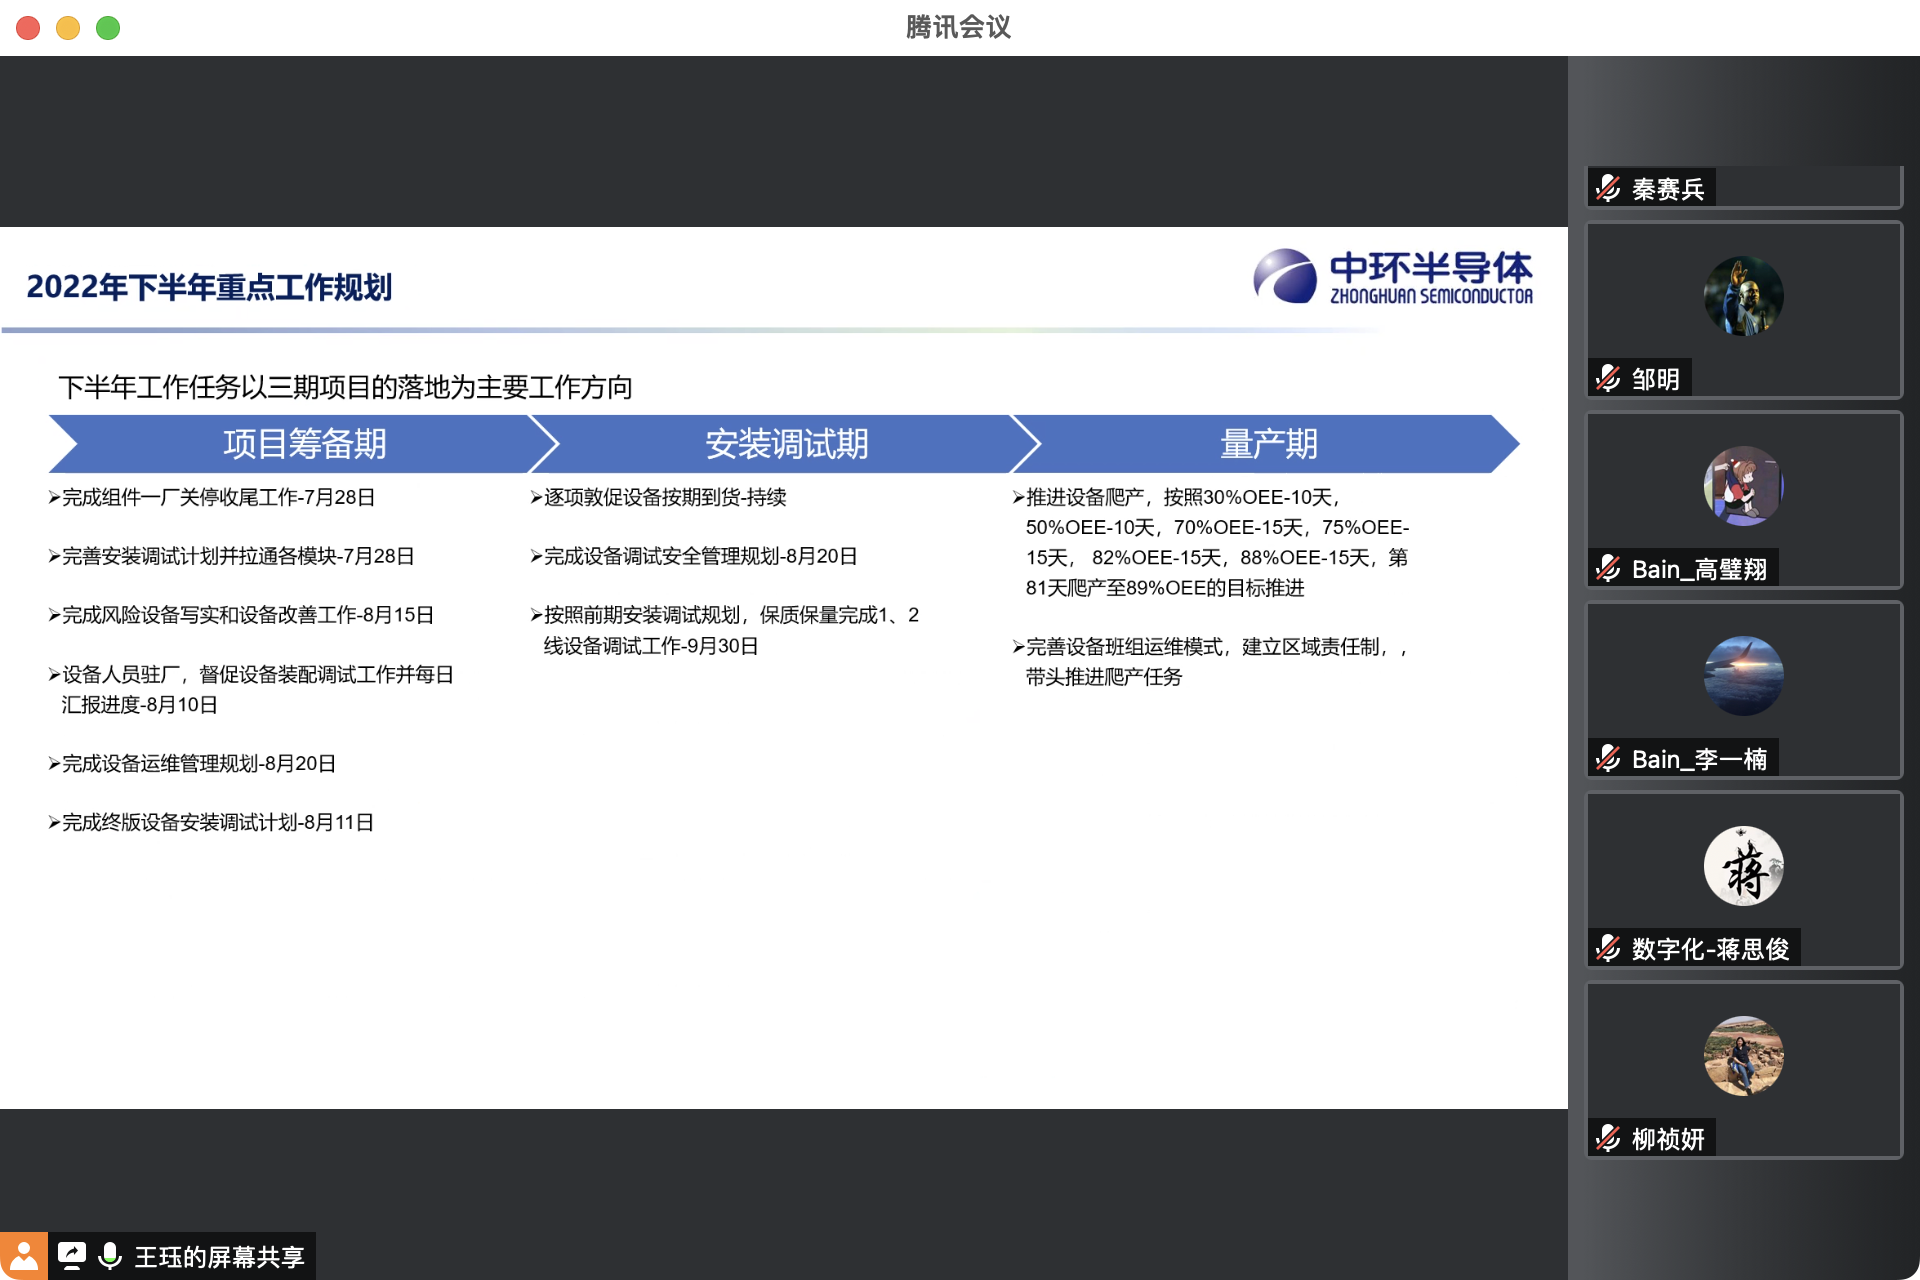 腾讯会议
2022年下半年重点工作规划
中环半导体
ZHONGHUAN SEMICONDUCTOR
下半年工作任务以三期项目的落地为主要工作方向
项目筹备期
➢完成组件一厂关停收尾工作-7月28日
➢完善安装调试计划并拉通各模块-7月28日
➢完成风险设备写实和设备改善工作-8月15日
➢设备人员驻厂，督促设备装配调试工作并每日
汇报进度-8月10日
➢完成设备运维管理规划-8月20日
➢完成终版设备安装调试计划-8月11日
安装调试期
➢逐项敦促设备按期到货-持续
➢完成设备调试安全管理规划-8月20日
➢按照前期安装调试规划，保质保量完成1、2
线设备调试工作-9月30日
量产期
➢推进设备爬产，按照30%OEE-10天，
50%OEE-10天，70%OEE-15天，75%OEE-
15天， 82%OEE-15天，88%OEE-15天，第
81天爬产至89%OEE的目标推进
➢完善设备班组运维模式，建立区域责任制，，
带头推进爬产任务
秦赛兵
邹明
Bain_高璧翔
Bain_李一楠
蒋
数字化-蒋思俊
柳祯妍
王珏的屏幕共享